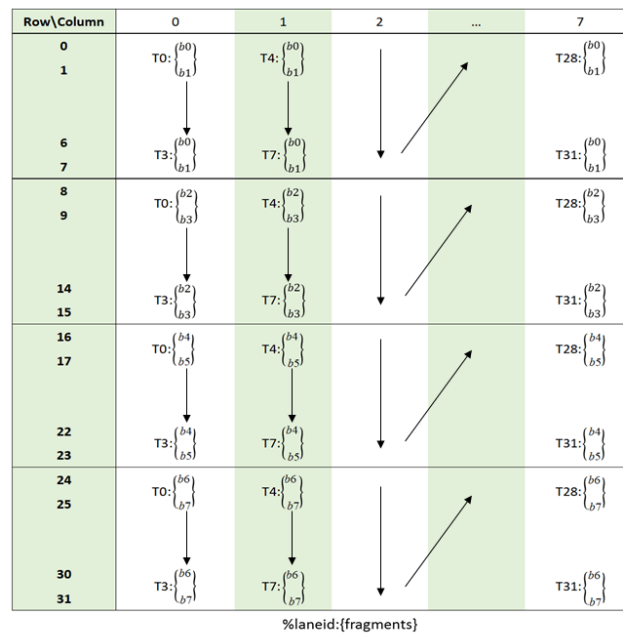 Row\Column 0 1 2 ... 7
0 T0:{b0 T4:{b0 T28:{b0
1 b1} b1} b1}
6 T3:{b0 T7:{b0 T31:{b0
7 b1} b1} b1}
8 T0:{b2 T4:{b2 T28:{b2
9 b3} b3} b3}
14 T3:{b2 T7:{b2 T31:{b2
15 b3} b3} b3}
16 T0:{b4 T4:{b4 T28:{b4
17 b5} b5} b5}
22 T3:{b4 T7:{b4 T31:{b4
23 b5} b5} b5}
24 T0:{b6 T4:{b6 T28:{b6
25 b7} b7} b7}
30 T3:{b6 T7:{b6 T31:{b6
31 b7} b7} b7}
%laneid:{fragments}